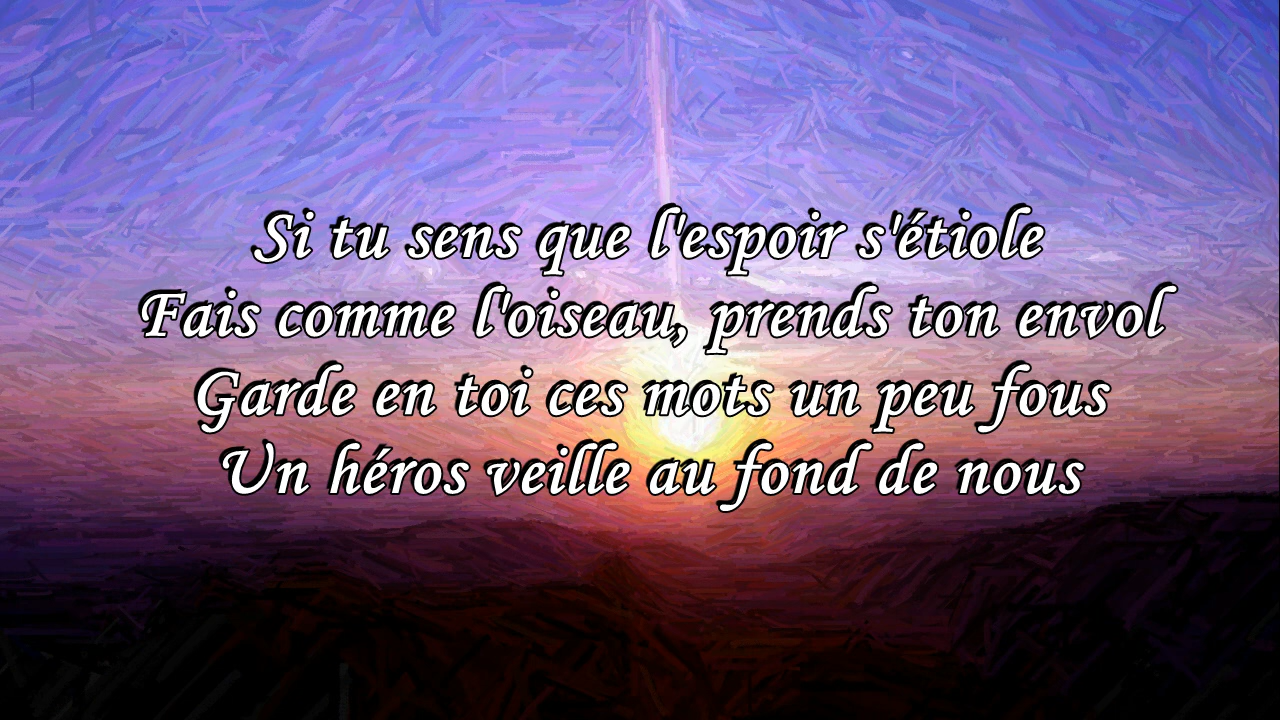 Si tu sens que l'espoir s'étiole
Fais comme l'oiseau, prends ton envol
Garde en toi ces mots un peu fous
Un héros veille au fond de nous